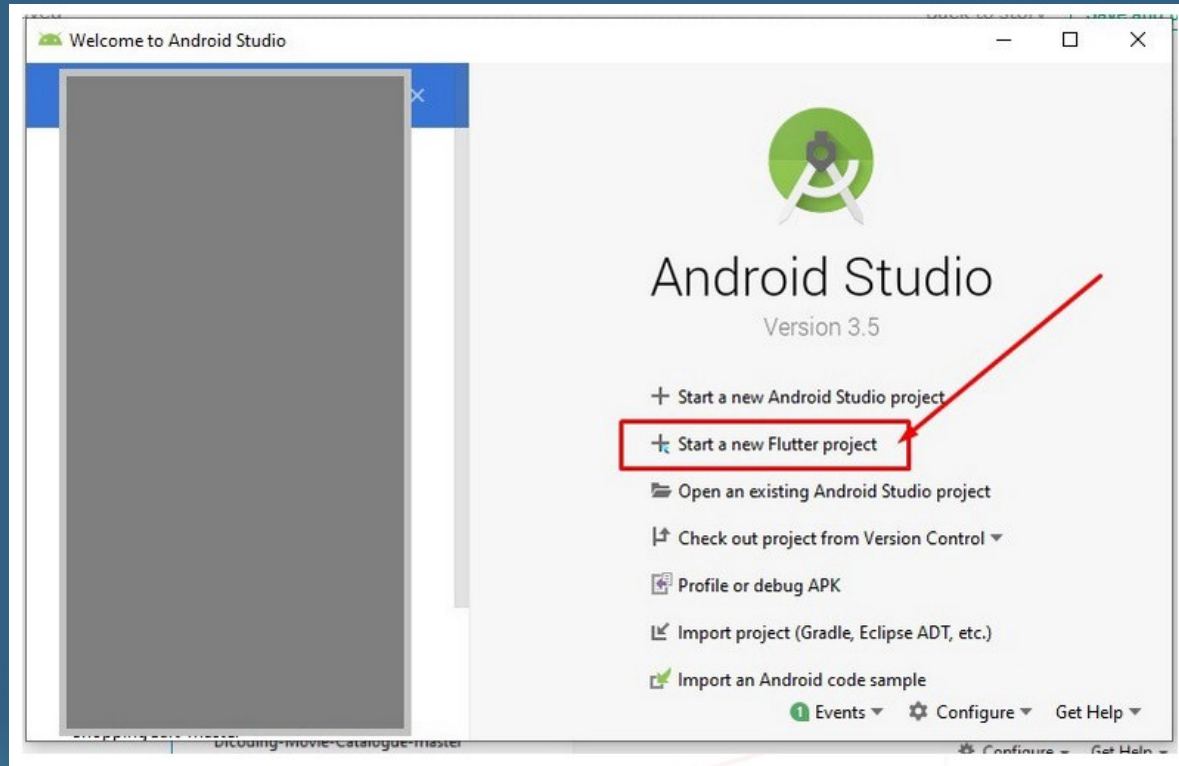 Welcome to Android Studio
Android Studio
Version 3.5
Start a new Android Studio project
Start a new Flutter project
Open an existing Android Studio project
Check out project from Version Control
Profile or debug APK
Import project (Gradle, Eclipse ADT, etc.)
Import an Android code sample
1 Events Configure Get Help
Dicoding-Movie-Catalogue-master
Configure Get Help